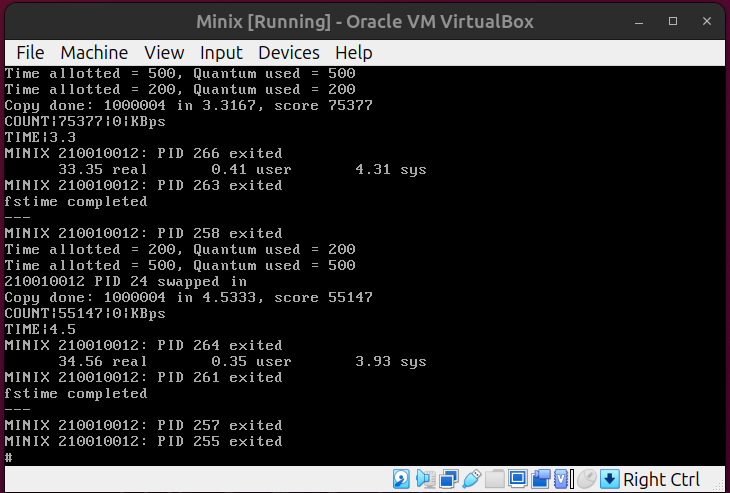 Minix [Running] - Oracle VM VirtualBox
File Machine View Input Devices Help
Time allotted = 500, Quantum used = 500
Time allotted = 200, Quantum used = 200
Copy done: 1000004 in 3.3167, score 75377
COUNT|75377|0|KBps
TIME|3.3
MINIX 210010012: PID 266 exited
33.35 real 0.41 user 4.31 sys
MINIX 210010012: PID 263 exited
fstime completed
---
MINIX 210010012: PID 258 exited
Time allotted = 200, Quantum used = 200
Time allotted = 500, Quantum used = 500
210010012 PID 24 swapped in
Copy done: 1000004 in 4.5333, score 55147
COUNT|55147|0|KBps
TIME|4.5
MINIX 210010012: PID 264 exited
34.56 real 0.35 user 3.93 sys
MINIX 210010012: PID 261 exited
fstime completed
---
MINIX 210010012: PID 257 exited
MINIX 210010012: PID 255 exited
#
Right Ctrl